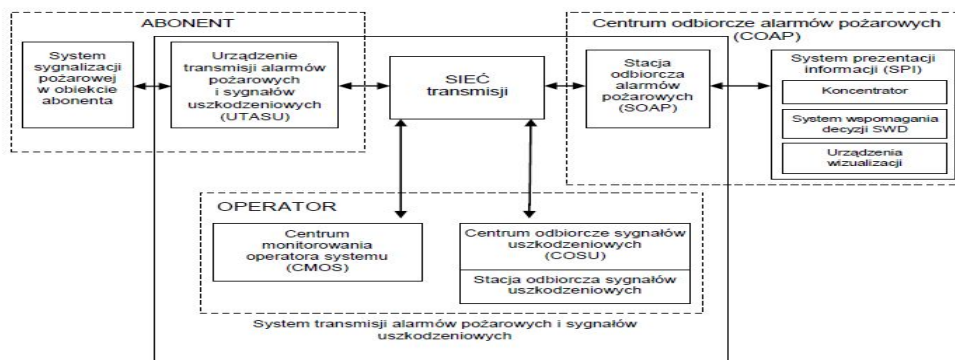 ABONENT
System
sygnalizacji
pożarowej
w obiekcie
abonenta
Urządzenie
transmisji alarmów
pożarowych
i sygnałów
uszkodzeniowych
(UTASU)
SIEĆ
transmisji
Centrum odbiorcze alarmów pożarowych
(COAP)
Stacja
odbiorcza
alarmów
pożarowych
(SOAP)
System prezentacji
informacji (SPI)
Koncentrator
System wspomagania
decyzji SWD
Urządzenia
wizualizacji
OPERATOR
Centrum
monitorowania
operatora systemu
(CMOS)
Centrum odbiorcze sygnałów
uszkodzeniowych
(COSU)
Stacja odbiorcza sygnałów
uszkodzeniowych
System transmisji alarmów pożarowych i sygnałów
uszkodzeniowych